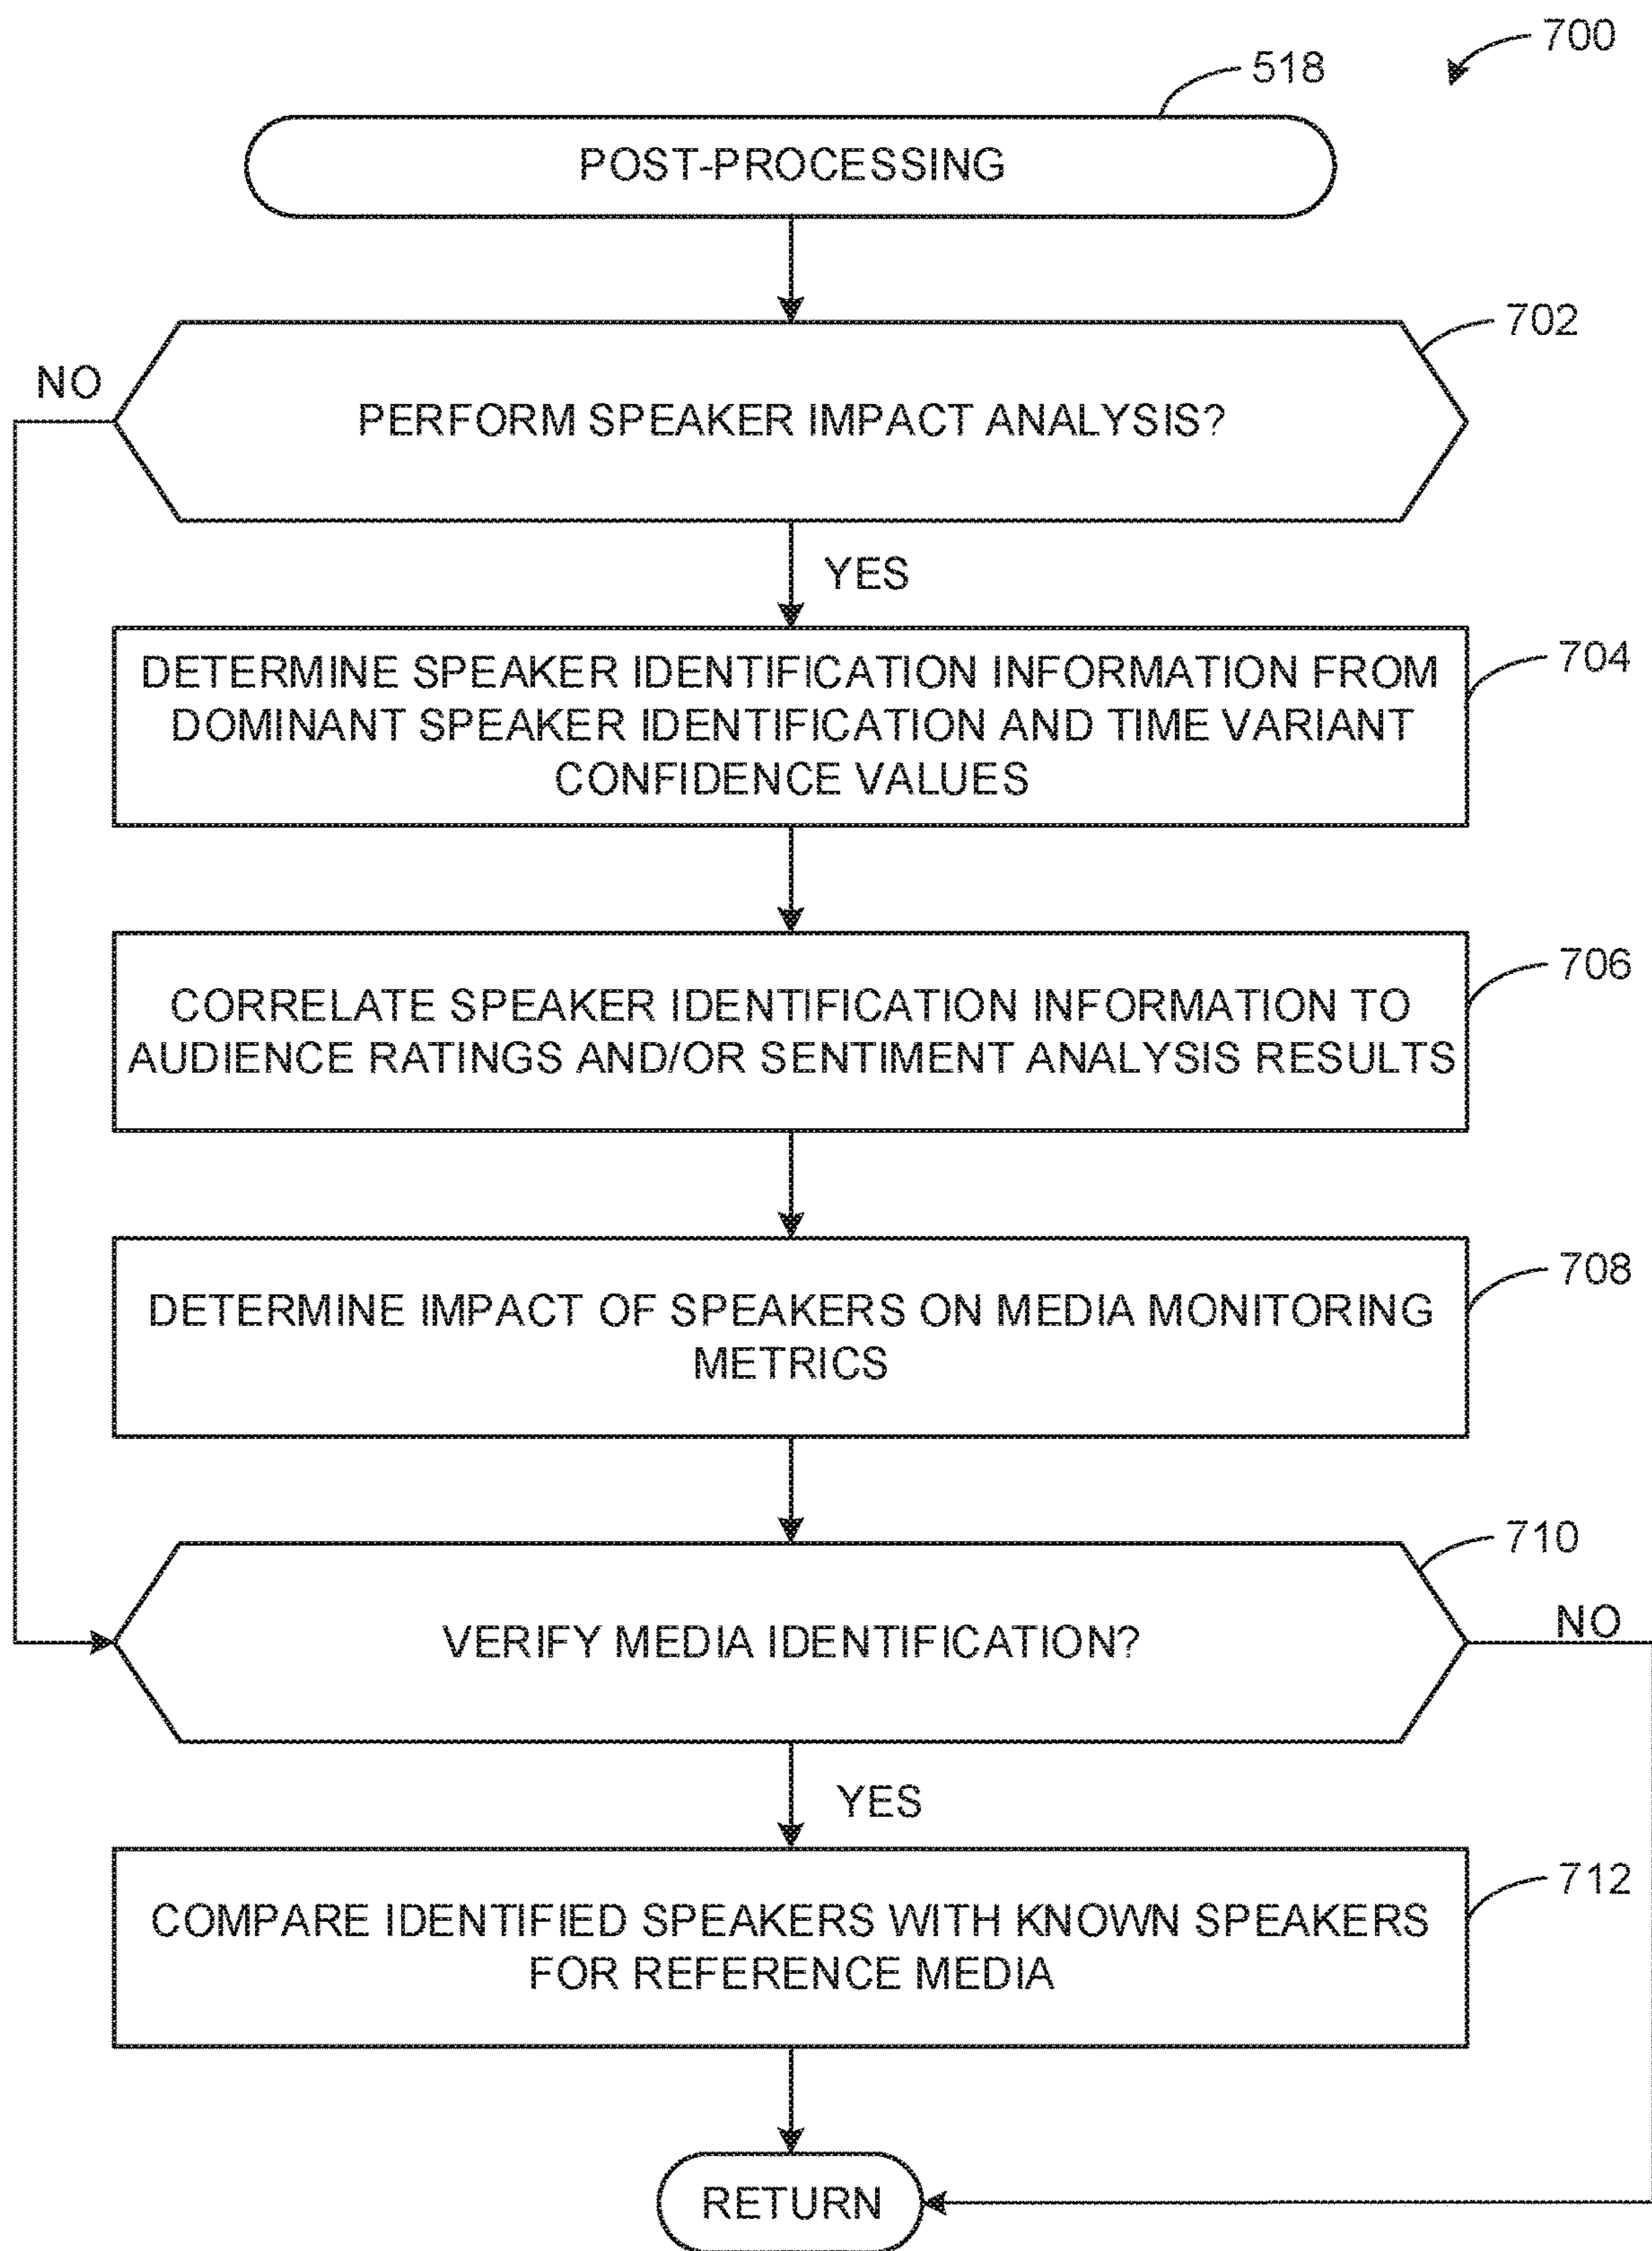 700
518
POST-PROCESSING
702
NO
PERFORM SPEAKER IMPACT ANALYSIS?
YES
704
DETERMINE SPEAKER IDENTIFICATION INFORMATION FROM
DOMINANT SPEAKER IDENTIFICATION AND TIME VARIANT
CONFIDENCE VALUES
706
CORRELATE SPEAKER IDENTIFICATION INFORMATION TO
AUDIENCE RATINGS AND/OR SENTIMENT ANALYSIS RESULTS
708
DETERMINE IMPACT OF SPEAKERS ON MEDIA MONITORING
METRICS
710
VERIFY MEDIA IDENTIFICATION?
NO
YES
712
COMPARE IDENTIFIED SPEAKERS WITH KNOWN SPEAKERS
FOR REFERENCE MEDIA
RETURN